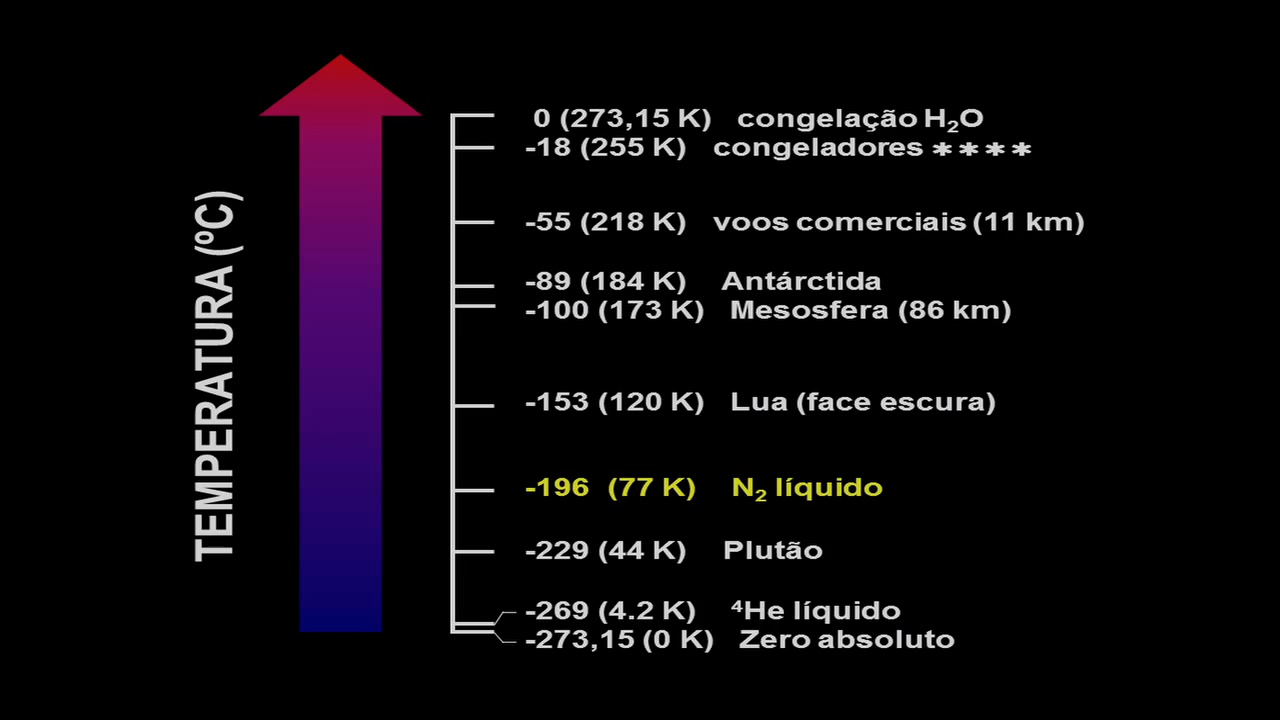 TEMPERATURA (ºC)
0 (273,15 K) congelação H₂O
-18 (255 K) congeladores ****
-55 (218 K) voos comerciais (11 km)
-89 (184 K) Antárctida
-100 (173 K) Mesosfera (86 km)
-153 (120 K) Lua (face escura)
-196 (77 K) N₂ líquido
-229 (44 K) Plutão
-269 (4.2 K) ⁴He líquido
-273,15 (0 K) Zero absoluto